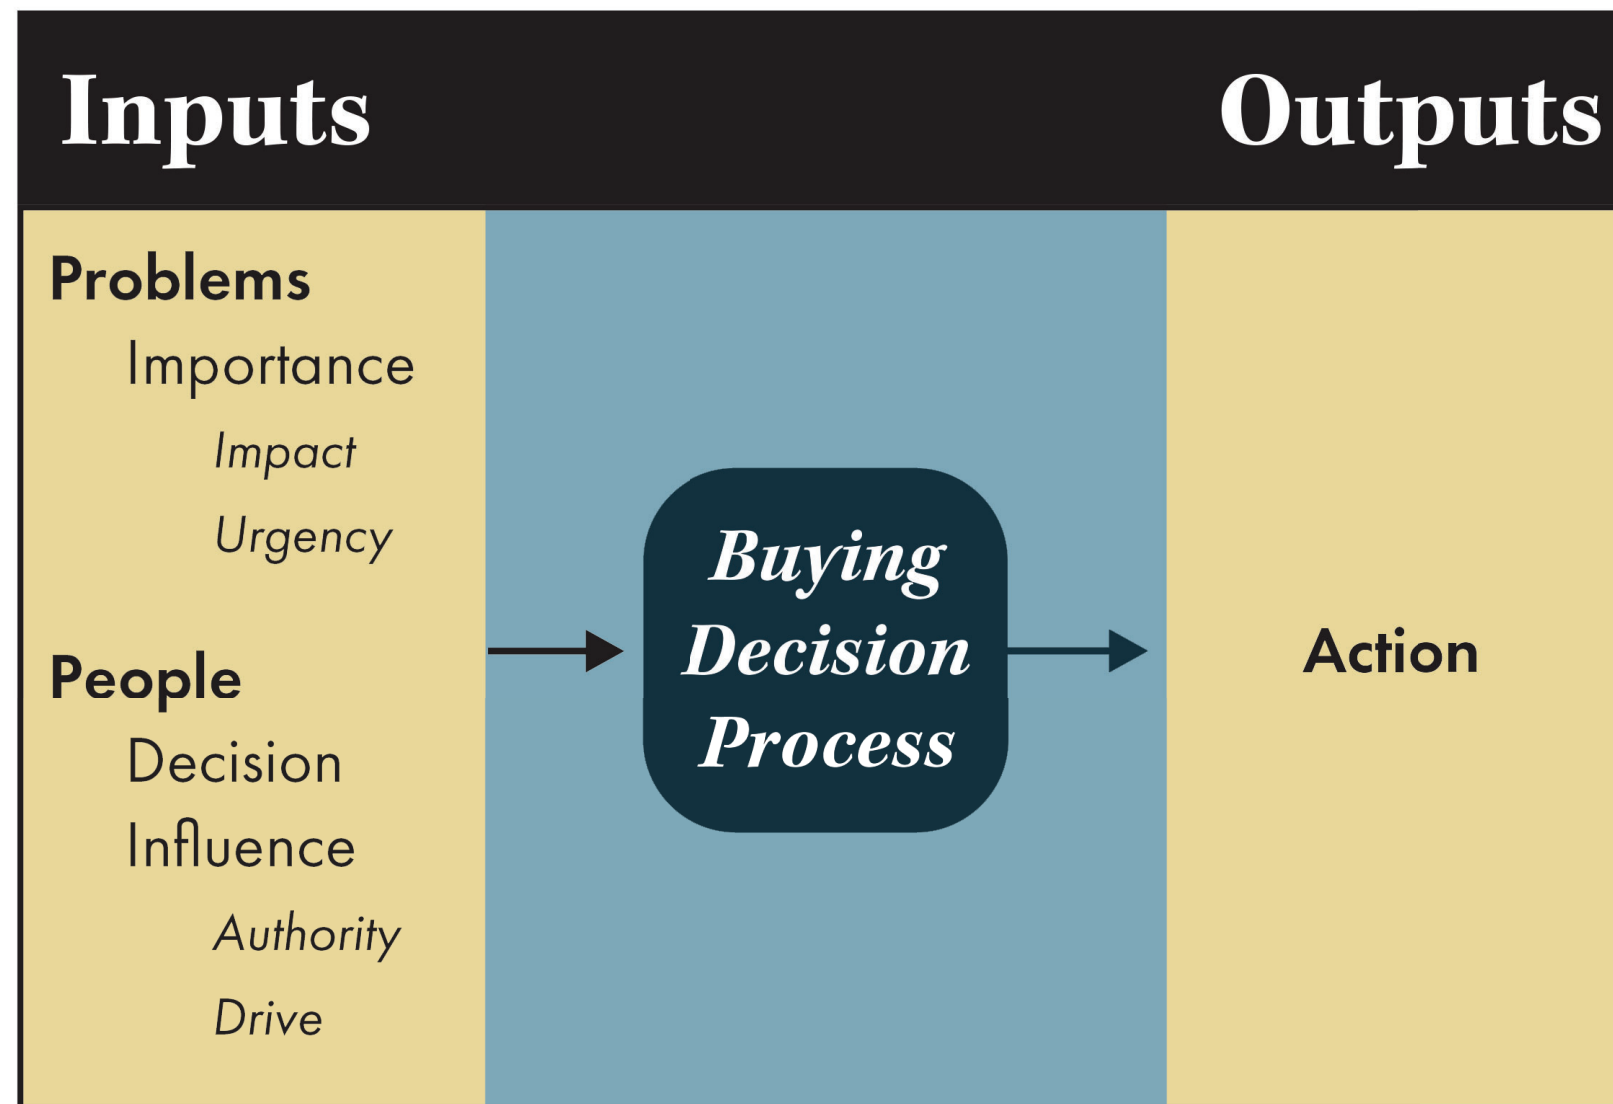 Inputs
Outputs
Problems
Importance
Impact
Urgency
People
Decision
Influence
Authority
Drive
Buying
Decision
Process
Action